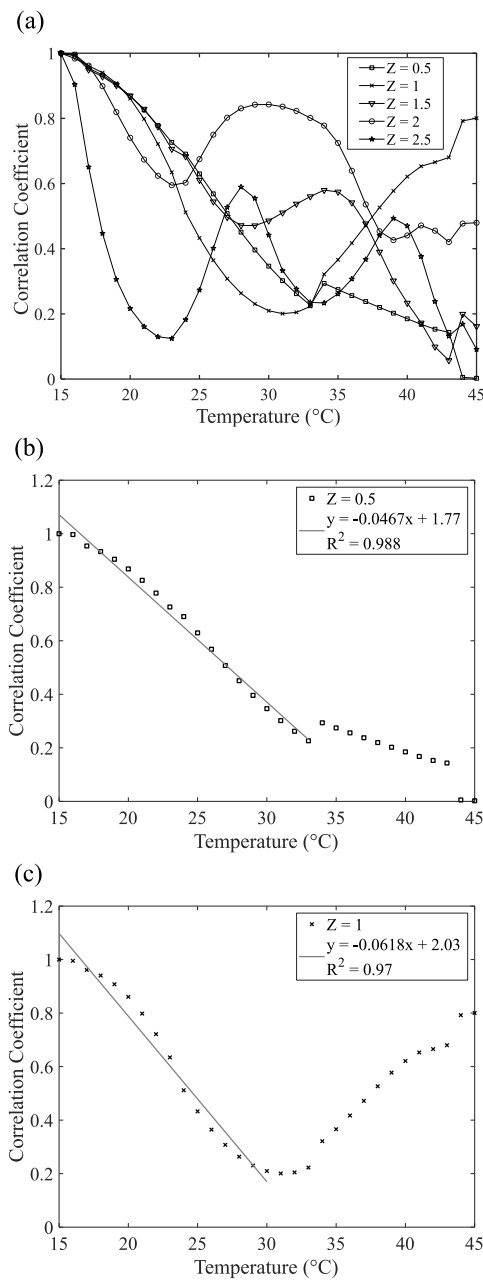 (a)
1
0.8
0.6
0.4
0.2
0
Correlation Coefficient
Z = 0.5
Z = 1
Z = 1.5
Z = 2
Z = 2.5
15 20 25 30 35 40 45
Temperature (°C)
(b)
1.2
1
0.8
0.6
0.4
0.2
0
Correlation Coefficient
Z = 0.5
y = -0.0467x + 1.77
R² = 0.988
15 20 25 30 35 40 45
Temperature (°C)
(c)
1.2
1
0.8
0.6
0.4
0.2
0
Correlation Coefficient
Z = 1
y = -0.0618x + 2.03
R² = 0.97
15 20 25 30 35 40 45
Temperature (°C)